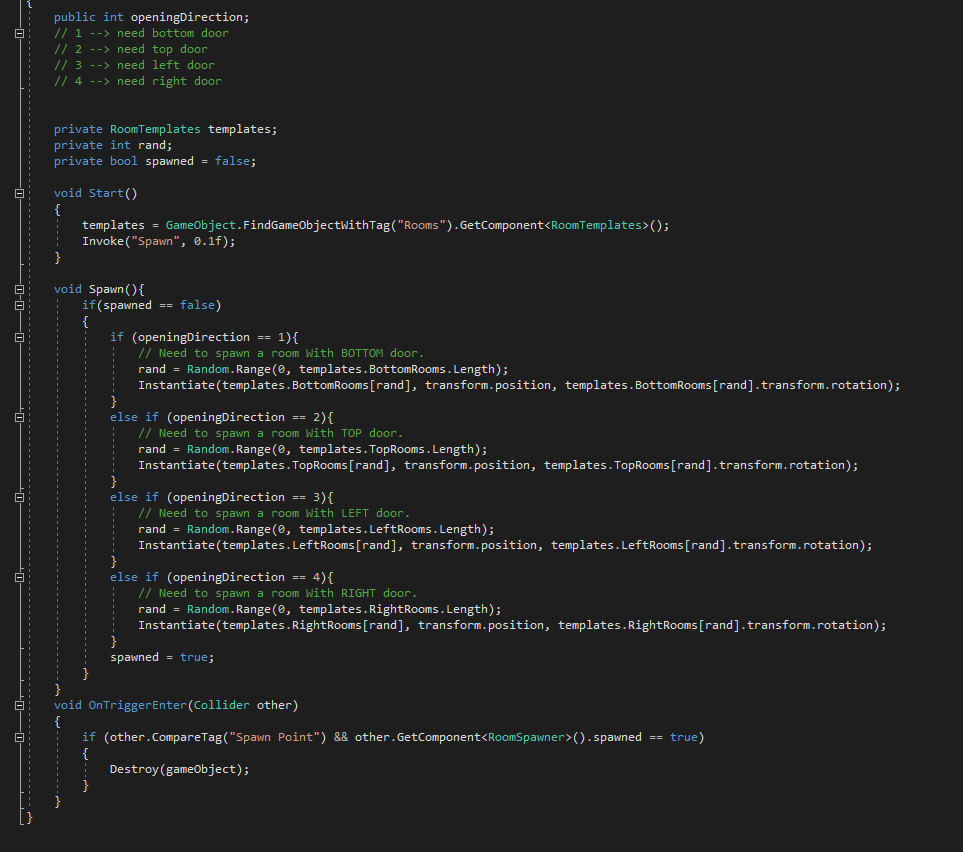 {
public int openingDirection;
// 1 --> need bottom door
// 2 --> need top door
// 3 --> need left door
// 4 --> need right door
private RoomTemplates templates;
private int rand;
private bool spawned = false;
void Start()
{
templates = GameObject.FindGameObjectWithTag("Rooms").GetComponent<RoomTemplates>();
Invoke("Spawn", 0.1f);
}
void Spawn(){
if(spawned == false)
{
if (openingDirection == 1){
// Need to spawn a room With BOTTOM door.
rand = Random.Range(0, templates.BottomRooms.Length);
Instantiate(templates.BottomRooms[rand], transform.position, templates.BottomRooms[rand].transform.rotation);
}
else if (openingDirection == 2){
// Need to spawn a room With TOP door.
rand = Random.Range(0, templates.TopRooms.Length);
Instantiate(templates.TopRooms[rand], transform.position, templates.TopRooms[rand].transform.rotation);
}
else if (openingDirection == 3){
// Need to spawn a room With LEFT door.
rand = Random.Range(0, templates.LeftRooms.Length);
Instantiate(templates.LeftRooms[rand], transform.position, templates.LeftRooms[rand].transform.rotation);
}
else if (openingDirection == 4){
// Need to spawn a room With RIGHT door.
rand = Random.Range(0, templates.RightRooms.Length);
Instantiate(templates.RightRooms[rand], transform.position, templates.RightRooms[rand].transform.rotation);
}
spawned = true;
}
}
void OnTriggerEnter(Collider other)
{
if (other.CompareTag("Spawn Point") && other.GetComponent<RoomSpawner>().spawned == true)
{
Destroy(gameObject);
}
}
}